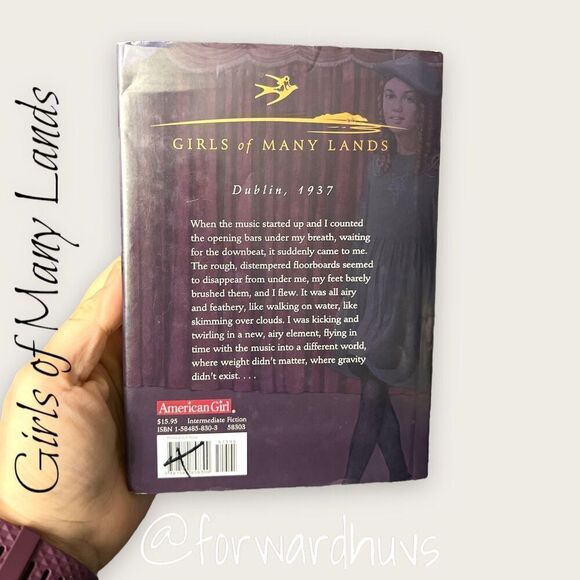 Girls of Many Lands
GIRLS of MANY LANDS
Dublin, 1937
When the music started up and I counted
the opening bars under my breath, waiting
for the downbeat, it suddenly came to me.
The rough, distempered floorboards seemed
to disappear from under me, my feet barely
brushed them, and I flew. It was all airy
and feathery, like walking on water, like
skimming over clouds. I was kicking and
twirling in a new, airy element, flying in
time with the music into a different world,
where weight didn't matter, where gravity
didn't exist. . . .
American Girl®
$15.95 Intermediate Fiction
ISBN 1-58485-830-3 58303
@forwardhuvs